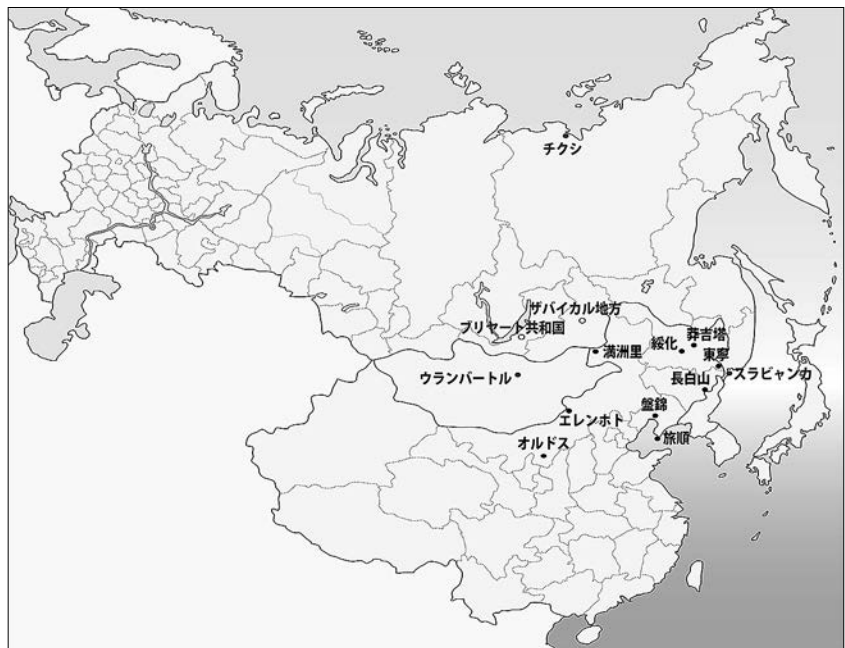 チクシ
ザバイカル地方
ブリヤート共和国
満洲里
綏化
莽吉塔
東寧
スラビャンカ
長白山
ウランバートル
エレンホト
盤錦
旅順
オルドス